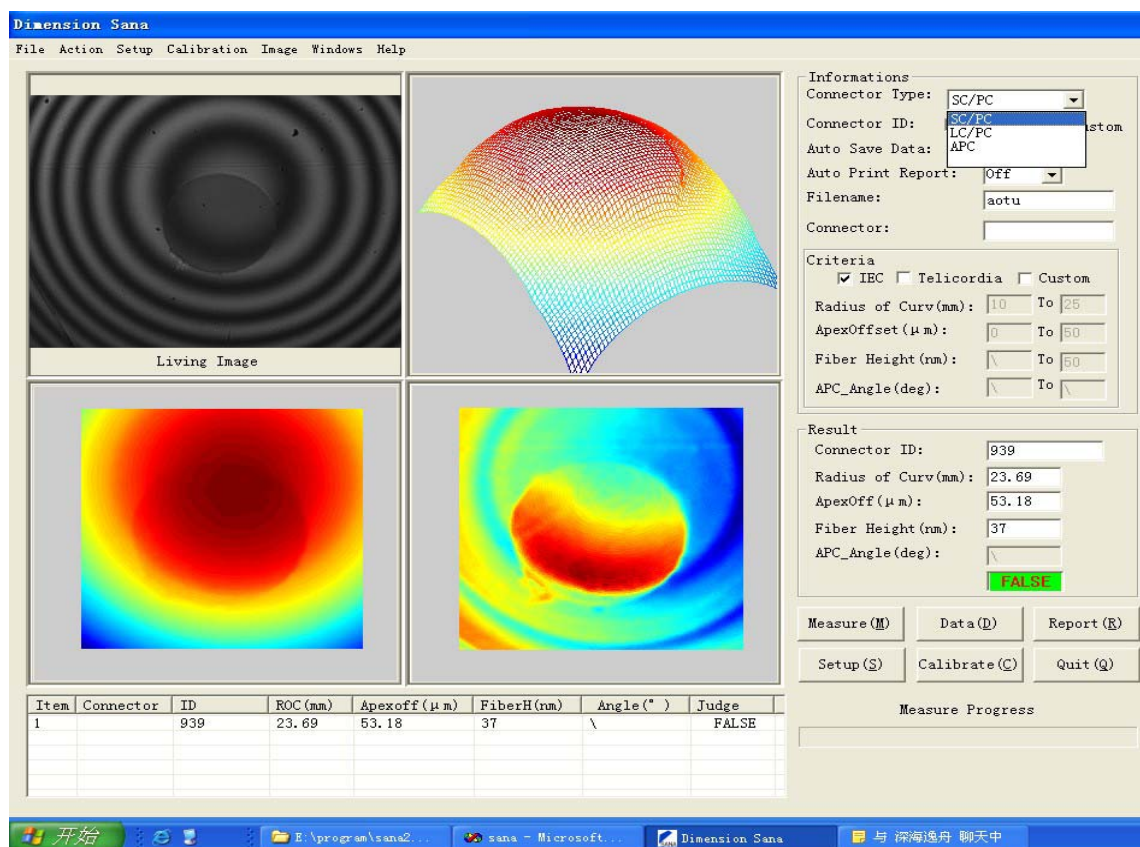 Dimension Sana
File Action Setup Calibration Image Windows Help
Living Image
Informations
Connector Type: SC/PC
SC/PC
LC/PC
APC
Connector ID:
Auto Save Data:
Auto Print Report: Off
Filename: aotu
Connector:
Criteria
IEC Telicordia Custom
Radius of Curv(mm): 10 To 25
ApexOffset(μm): 0 To 50
Fiber Height(nm): \ To 50
APC_Angle(deg): \ To \
Result
Connector ID: 939
Radius of Curv(mm): 23.69
ApexOff(μm): 53.18
Fiber Height(nm): 37
APC_Angle(deg): \
FALSE
Measure(M) Data(D) Report(R)
Setup(S) Calibrate(C) Quit(Q)
Measure Progress
Item Connector ID ROC(mm) Apexoff(μm) FiberH(nm) Angle(°) Judge
1 939 23.69 53.18 37 \ FALSE
开始 E:\program\sana2... sana - Microsoft... Dimension Sana 与 深海逸舟 聊天中